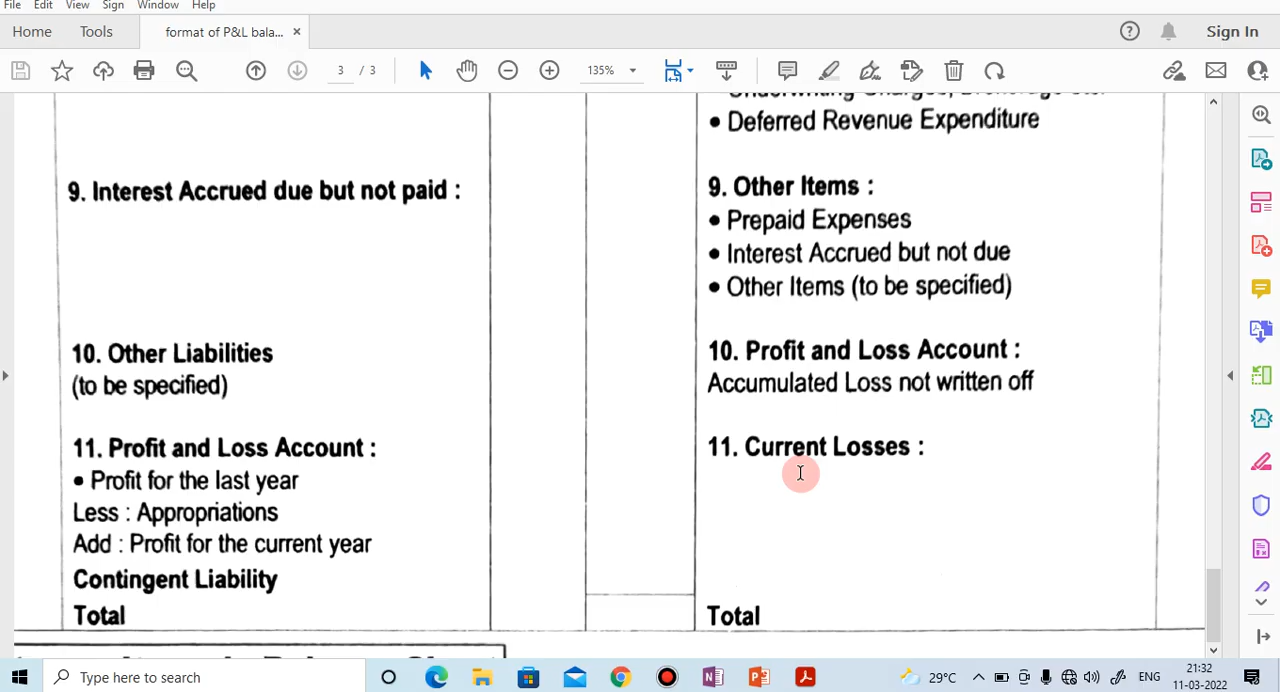 File Edit View Sign Window Help
Home Tools format of P&L bala... × Sign In
3 / 3 135%
• Deferred Revenue Expenditure
9. Interest Accrued due but not paid :
9. Other Items :
• Prepaid Expenses
• Interest Accrued but not due
• Other Items (to be specified)
10. Other Liabilities
(to be specified)
10. Profit and Loss Account :
Accumulated Loss not written off
11. Profit and Loss Account :
• Profit for the last year
Less : Appropriations
Add : Profit for the current year
Contingent Liability
Total
11. Current Losses :
Total
Type here to search
29°C ENG 21:32
11-03-2022